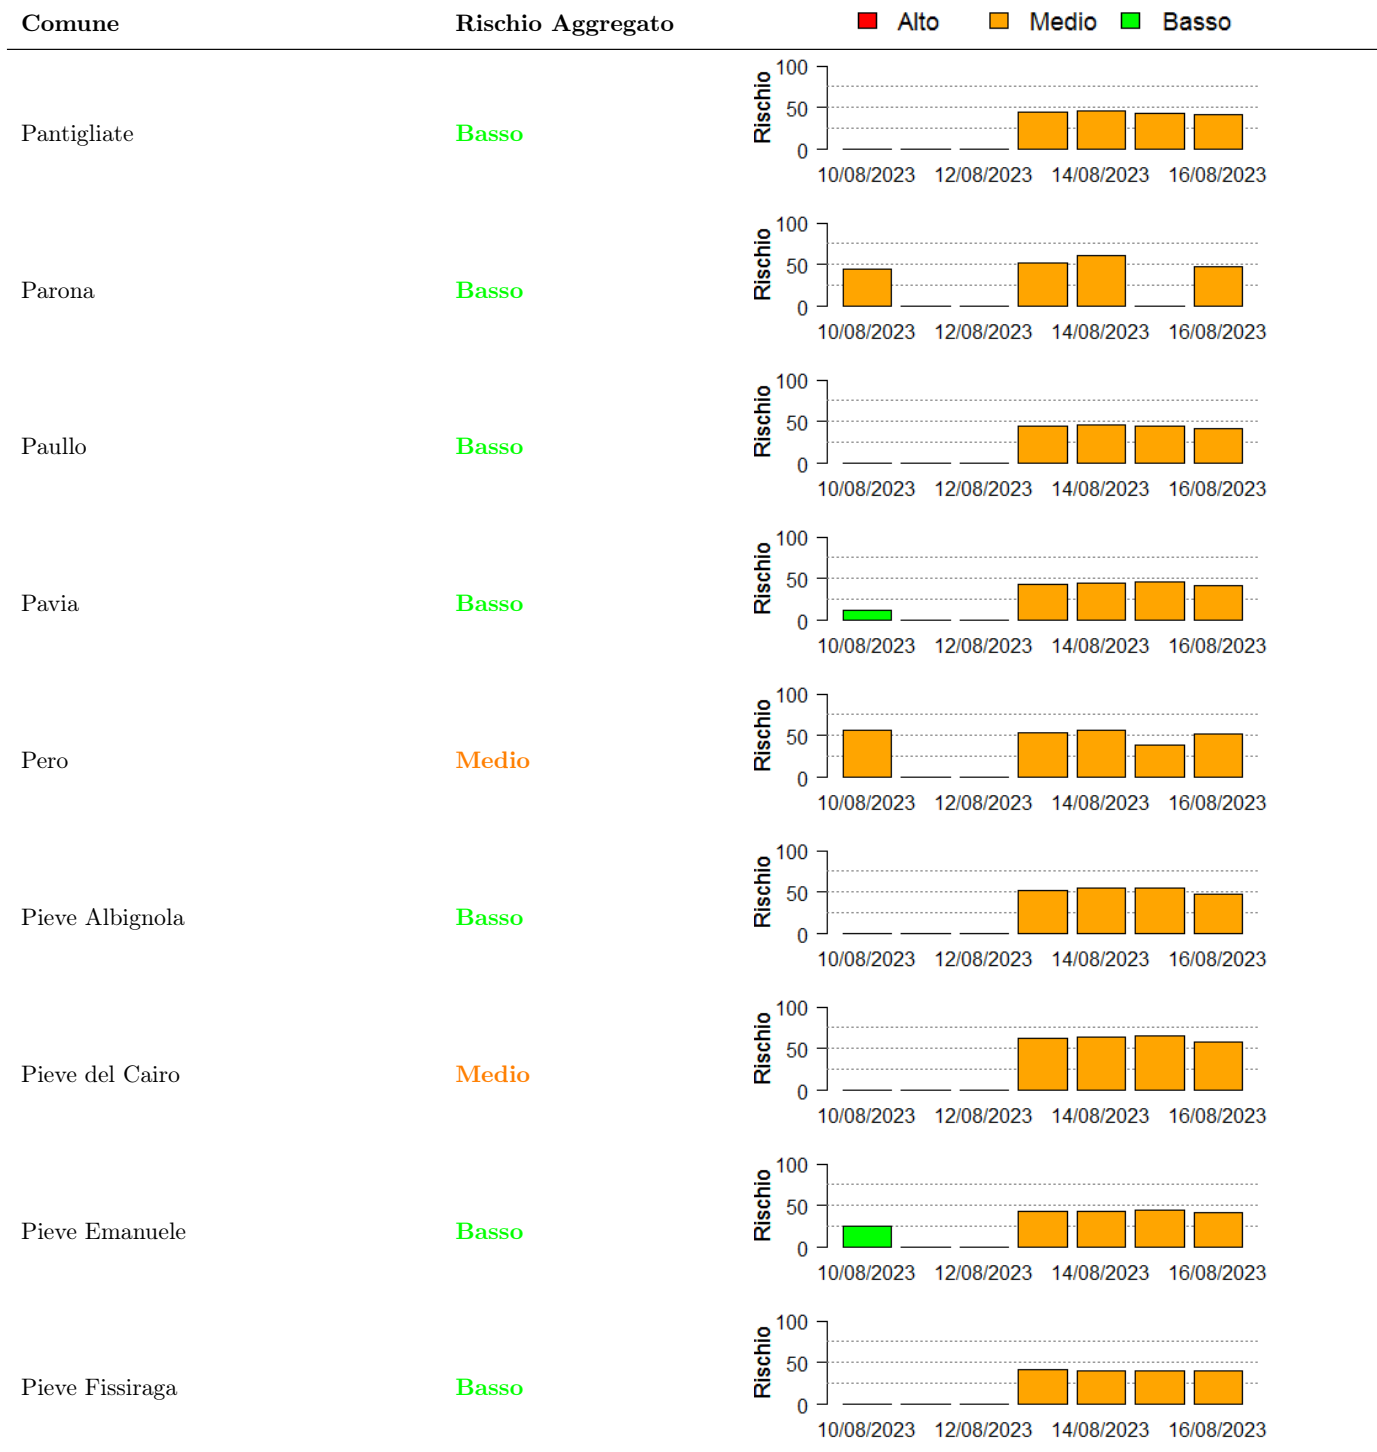 Comune Rischio Aggregato Alto Medio Basso
Pantigliate Basso
Rischio
100
50
0
10/08/2023 12/08/2023 14/08/2023 16/08/2023
Parona Basso
Rischio
100
50
0
10/08/2023 12/08/2023 14/08/2023 16/08/2023
Paullo Basso
Rischio
100
50
0
10/08/2023 12/08/2023 14/08/2023 16/08/2023
Pavia Basso
Rischio
100
50
0
10/08/2023 12/08/2023 14/08/2023 16/08/2023
Pero Medio
Rischio
100
50
0
10/08/2023 12/08/2023 14/08/2023 16/08/2023
Pieve Albignola Basso
Rischio
100
50
0
10/08/2023 12/08/2023 14/08/2023 16/08/2023
Pieve del Cairo Medio
Rischio
100
50
0
10/08/2023 12/08/2023 14/08/2023 16/08/2023
Pieve Emanuele Basso
Rischio
100
50
0
10/08/2023 12/08/2023 14/08/2023 16/08/2023
Pieve Fissiraga Basso
Rischio
100
50
0
10/08/2023 12/08/2023 14/08/2023 16/08/2023